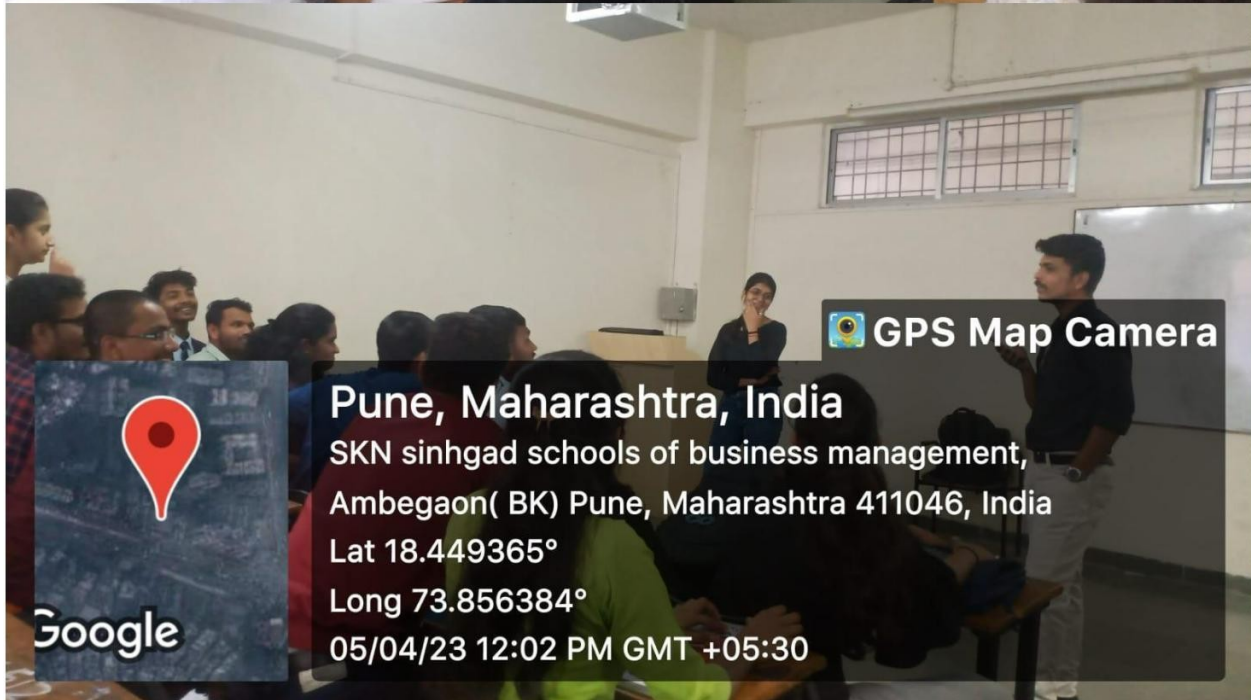 GPS Map Camera
Pune, Maharashtra, India
SKN sinhgad schools of business management,
Ambegaon( BK) Pune, Maharashtra 411046, India
Lat 18.449365°
Long 73.856384°
05/04/23 12:02 PM GMT +05:30
Google